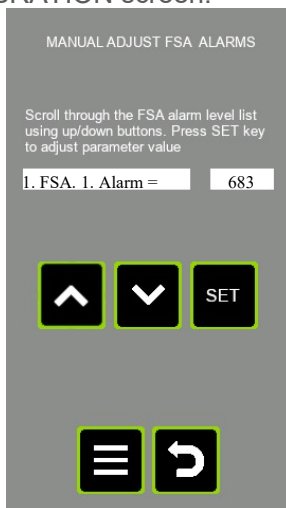 MANUAL ADJUST FSA ALARMS
Scroll through the FSA alarm level list
using up/down buttons. Press SET key
to adjust parameter value
1. FSA. 1. Alarm = 683
SET